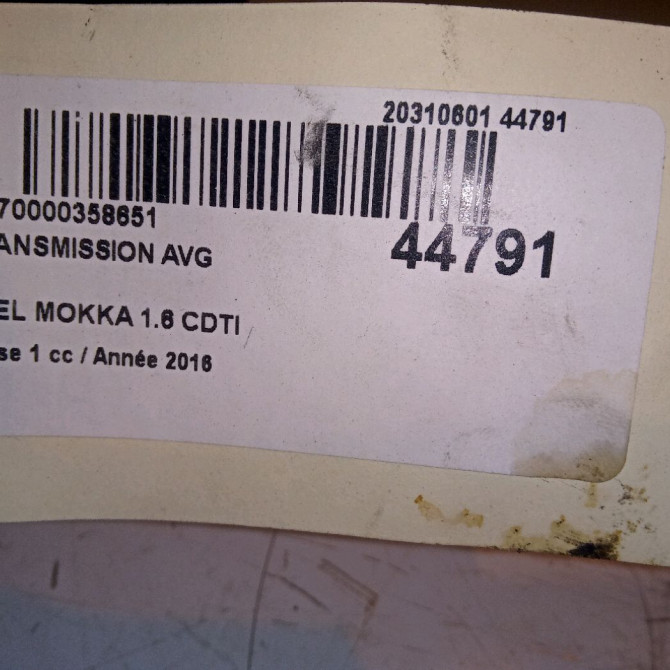 20310601 44791
70000358651
44791
ANSMISSION AVG
EL MOKKA 1.6 CDTI
se 1 cc / Année 2016